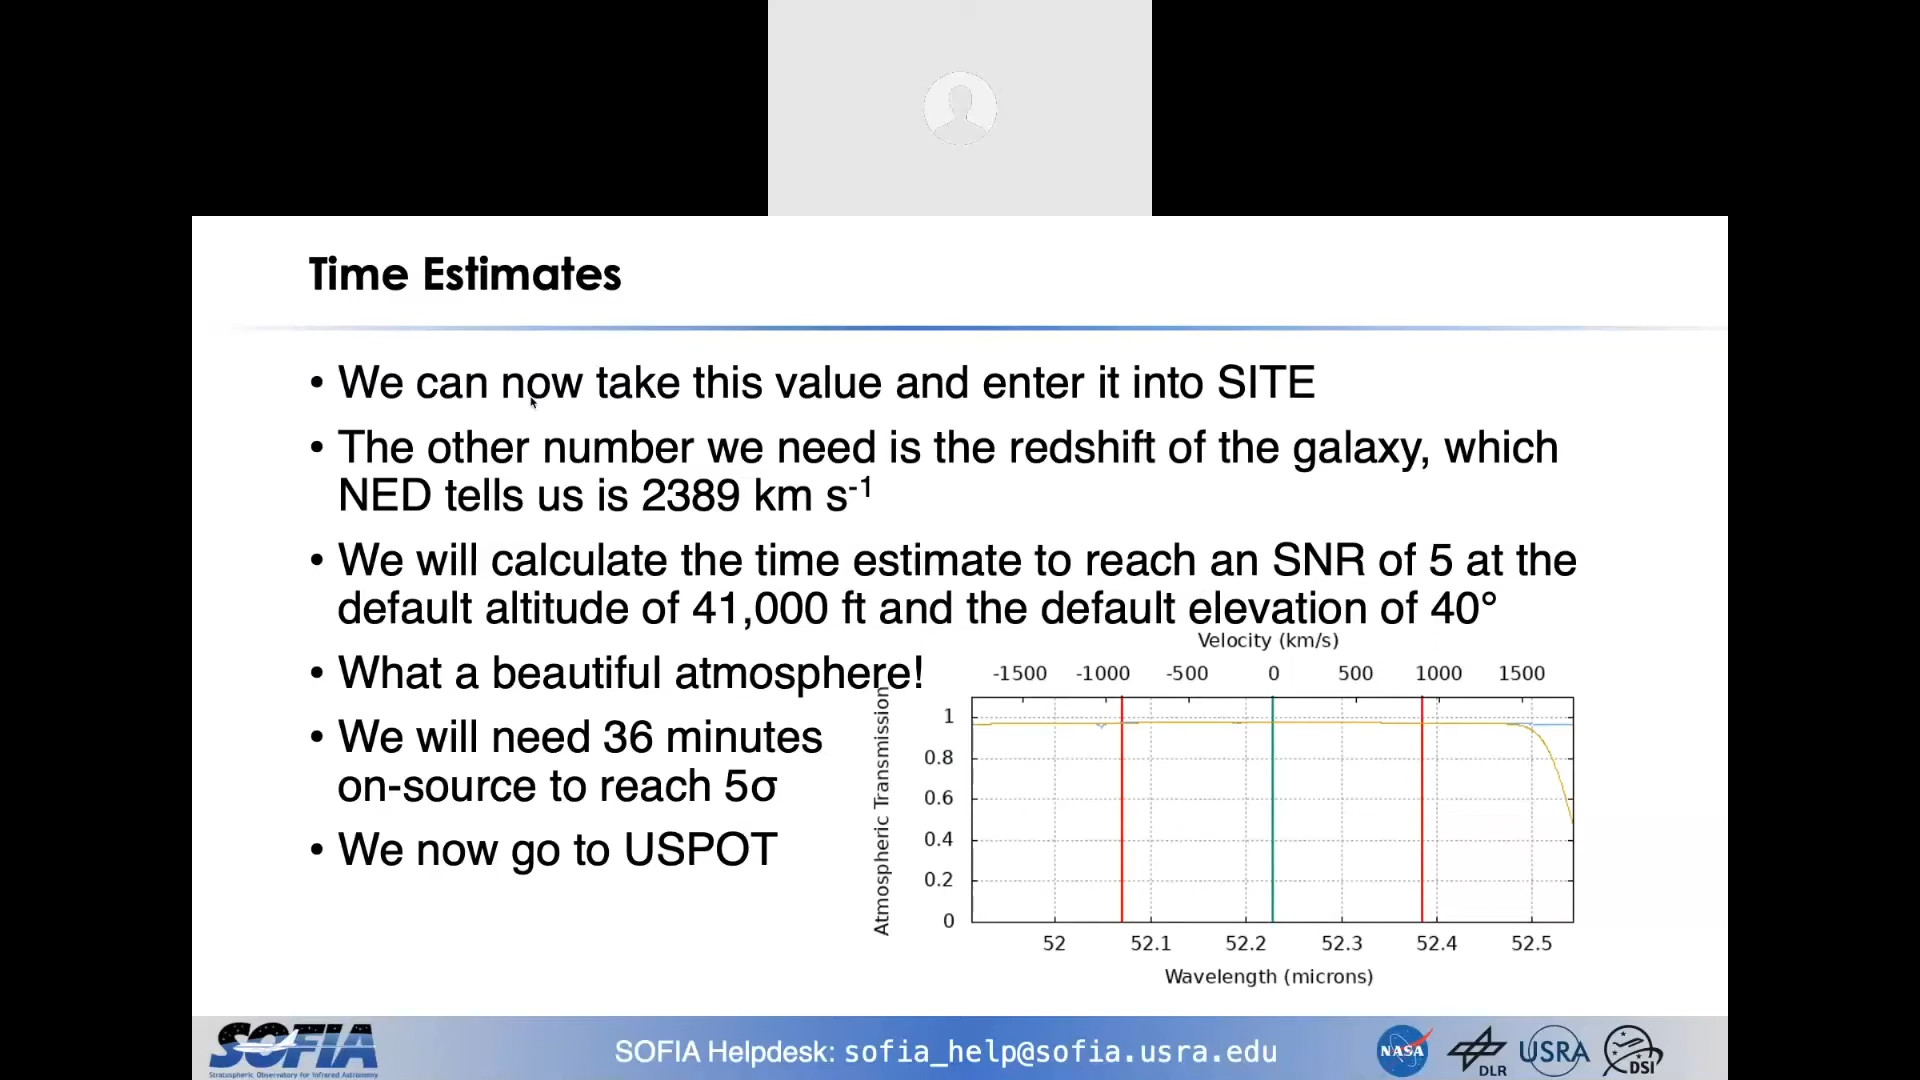 Time Estimates
• We can now take this value and enter it into SITE
• The other number we need is the redshift of the galaxy, which
NED tells us is 2389 km s-1
• We will calculate the time estimate to reach an SNR of 5 at the
default altitude of 41,000 ft and the default elevation of 40°
• What a beautiful atmosphere!
• We will need 36 minutes
on-source to reach 5σ
• We now go to USPOT
Velocity (km/s)
-1500 -1000 -500 0 500 1000 1500
Atmospheric Transmission
1
0.8
0.6
0.4
0.2
0
52 52.1 52.2 52.3 52.4 52.5
Wavelength (microns)
SOFIA
Stratospheric Observatory for Infrared Astronomy
SOFIA Helpdesk: sofia_help@sofia.usra.edu
NASA
DLR
USRA
DSI